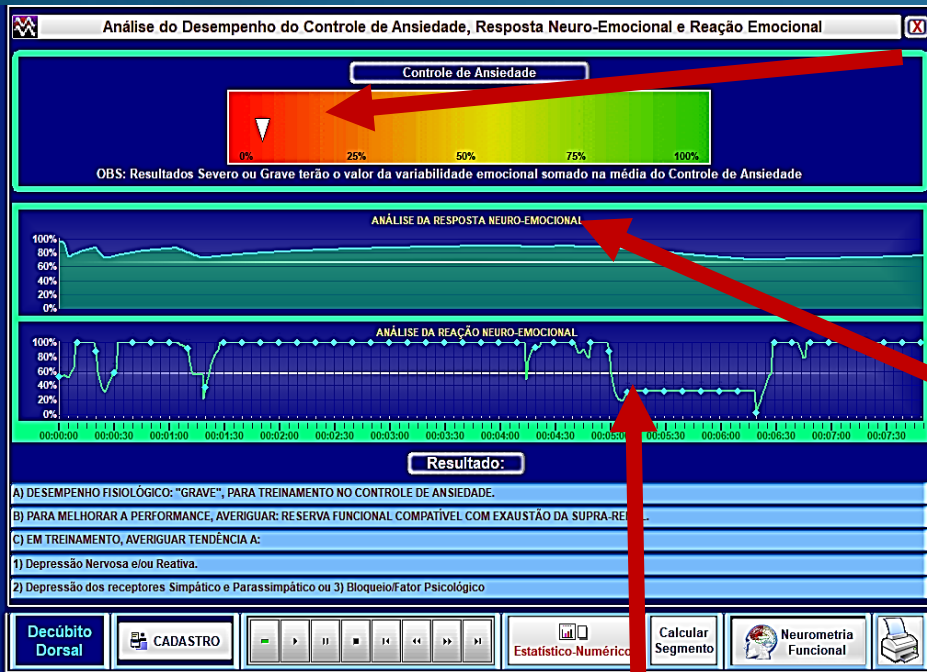 Análise do Desempenho do Controle de Ansiedade, Resposta Neuro-Emocional e Reação Emocional
X
Controle de Ansiedade
0% 25% 50% 75% 100%
OBS: Resultados Severo ou Grave terão o valor da variabilidade emocional somado na média do Controle de Ansiedade
ANÁLISE DA RESPOSTA NEURO-EMOCIONAL
100%
80%
60%
40%
20%
0%
ANÁLISE DA REAÇÃO NEURO-EMOCIONAL
100%
80%
60%
40%
20%
0%
00:00:00 00:00:30 00:01:00 00:01:30 00:02:00 00:02:30 00:03:00 00:03:30 00:04:00 00:04:30 00:05:00 00:05:30 00:06:00 00:06:30 00:07:00 00:07:30
Resultado:
A) DESEMPENHO FISIOLÓGICO: "GRAVE", PARA TREINAMENTO NO CONTROLE DE ANSIEDADE.
B) PARA MELHORAR A PERFORMANCE, AVERIGUAR: RESERVA FUNCIONAL COMPATÍVEL COM EXAUSTÃO DA
C) EM TREINAMENTO, AVERIGUAR TENDÊNCIA A:
1) Depressão Nervosa e/ou Reativa.
2) Depressão dos receptores Simpático e Parassimpático ou 3) Bloqueio/Fator Psicológico
Decúbito
Dorsal
CADASTRO
Estatístico-Numérico
Calcular
Segmento
Neurometria
Funcional